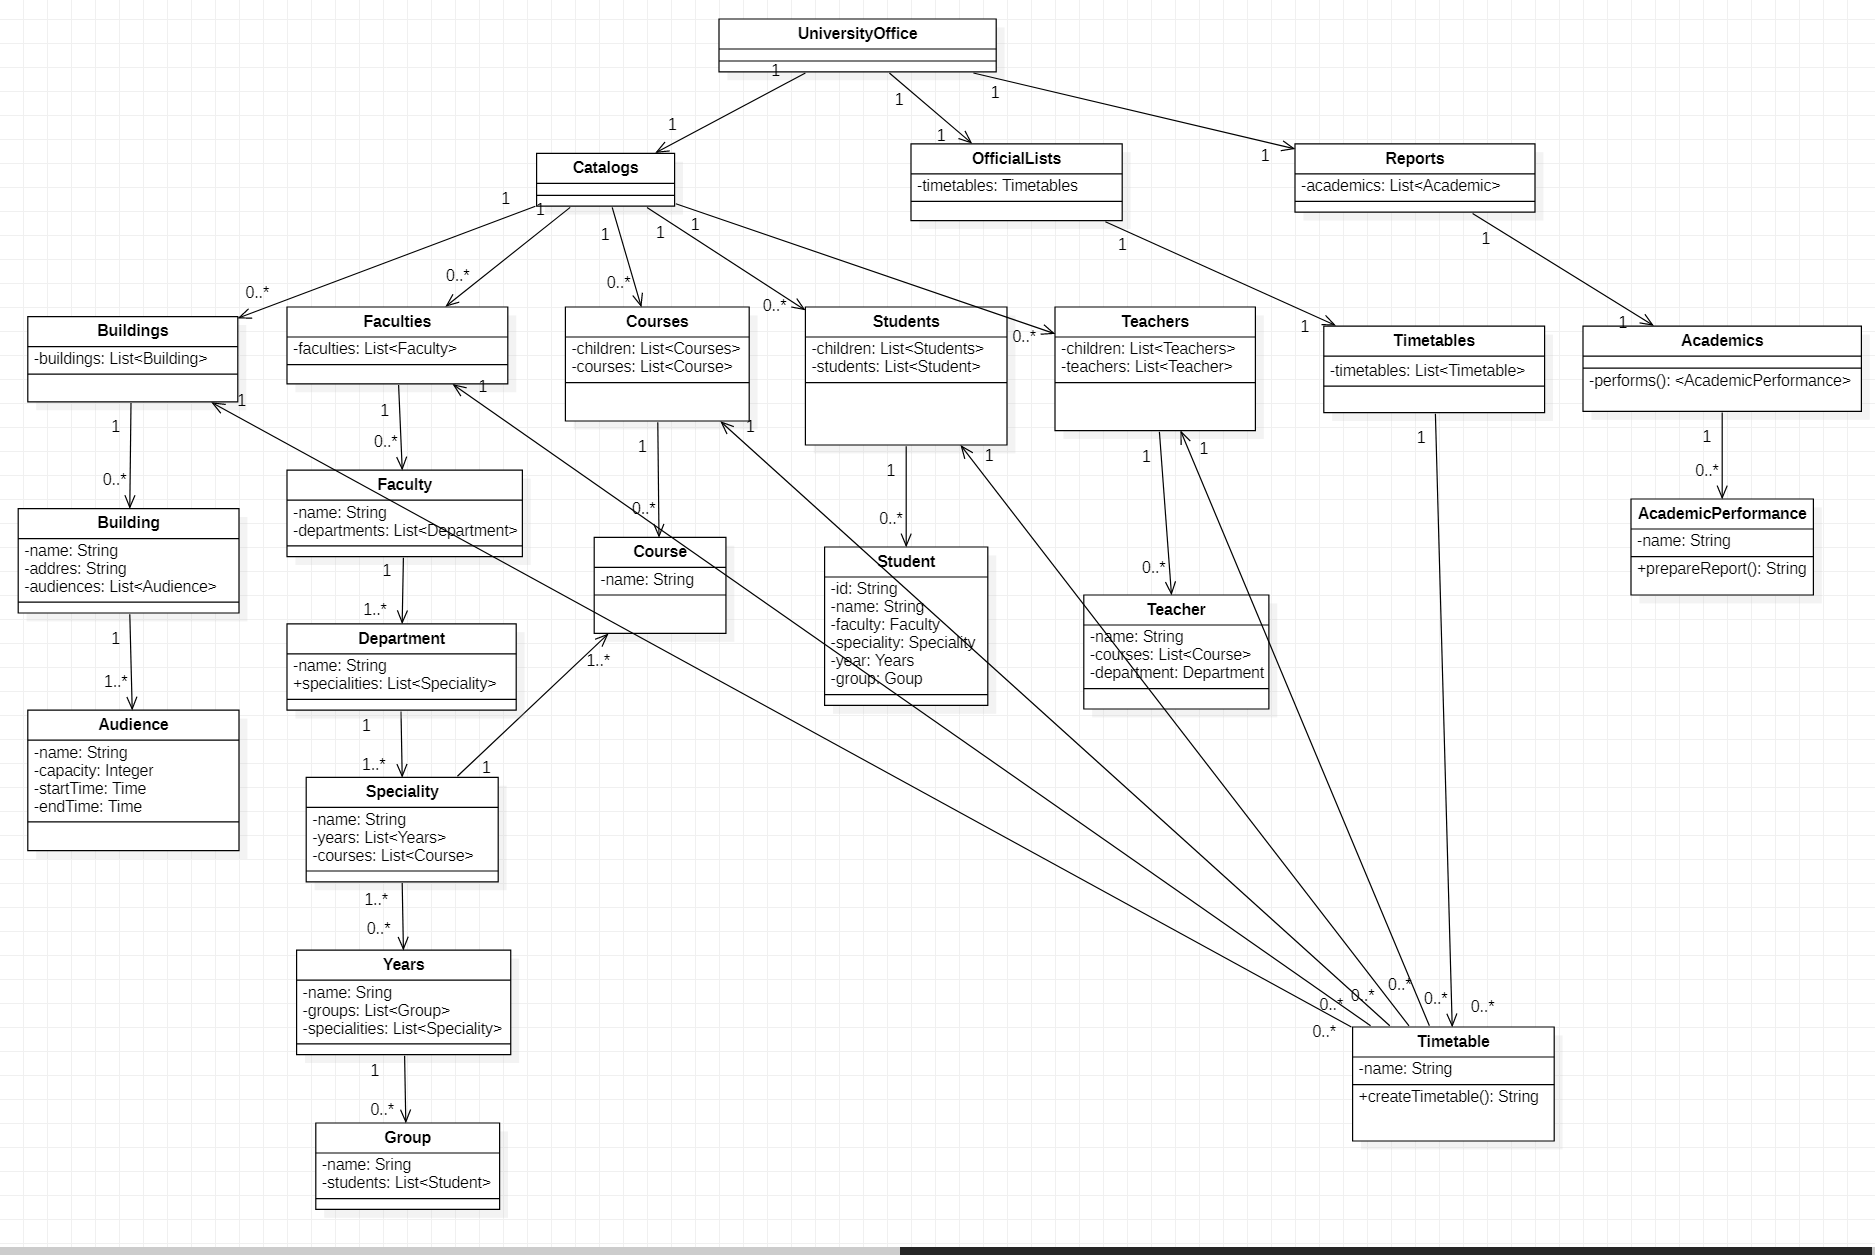 UniversityOffice
1
1
1
1
1
1
Catalogs
OfficialLists
-timetables: Timetables
Reports
-academics: List<Academic>
1
1
1
1
1
1
1
0..*
0..*
0..*
0..*
0..*
1
1
Buildings
-buildings: List<Building>
Faculties
-faculties: List<Faculty>
Courses
-children: List<Courses>
-courses: List<Course>
Students
-children: List<Students>
-students: List<Student>
Teachers
-children: List<Teachers>
-teachers: List<Teacher>
Timetables
-timetables: List<Timetable>
Academics
-performs(): <AcademicPerformance>
1
1
1
1
1
1
1
1
1
1
1
1
0..*
0..*
0..*
0..*
0..*
0..*
Building
-name: String
-addres: String
-audiences: List<Audience>
Faculty
-name: String
-departments: List<Department>
Course
-name: String
Student
-id: String
-name: String
-faculty: Faculty
-speciality: Speciality
-year: Years
-group: Goup
Teacher
-name: String
-courses: List<Course>
-department: Department
AcademicPerformance
-name: String
+prepareReport(): String
1
1..*
1
1..*
1..*
Department
-name: String
+specialities: List<Speciality>
Audience
-name: String
-capacity: Integer
-startTime: Time
-endTime: Time
1
1..*
1
Speciality
-name: String
-years: List<Years>
-courses: List<Course>
1..*
0..*
Years
-name: Sring
-groups: List<Group>
-specialities: List<Speciality>
0..*
0..*
0..*
0..*
0..*
0..*
Timetable
-name: String
+createTimetable(): String
1
0..*
Group
-name: Sring
-students: List<Student>